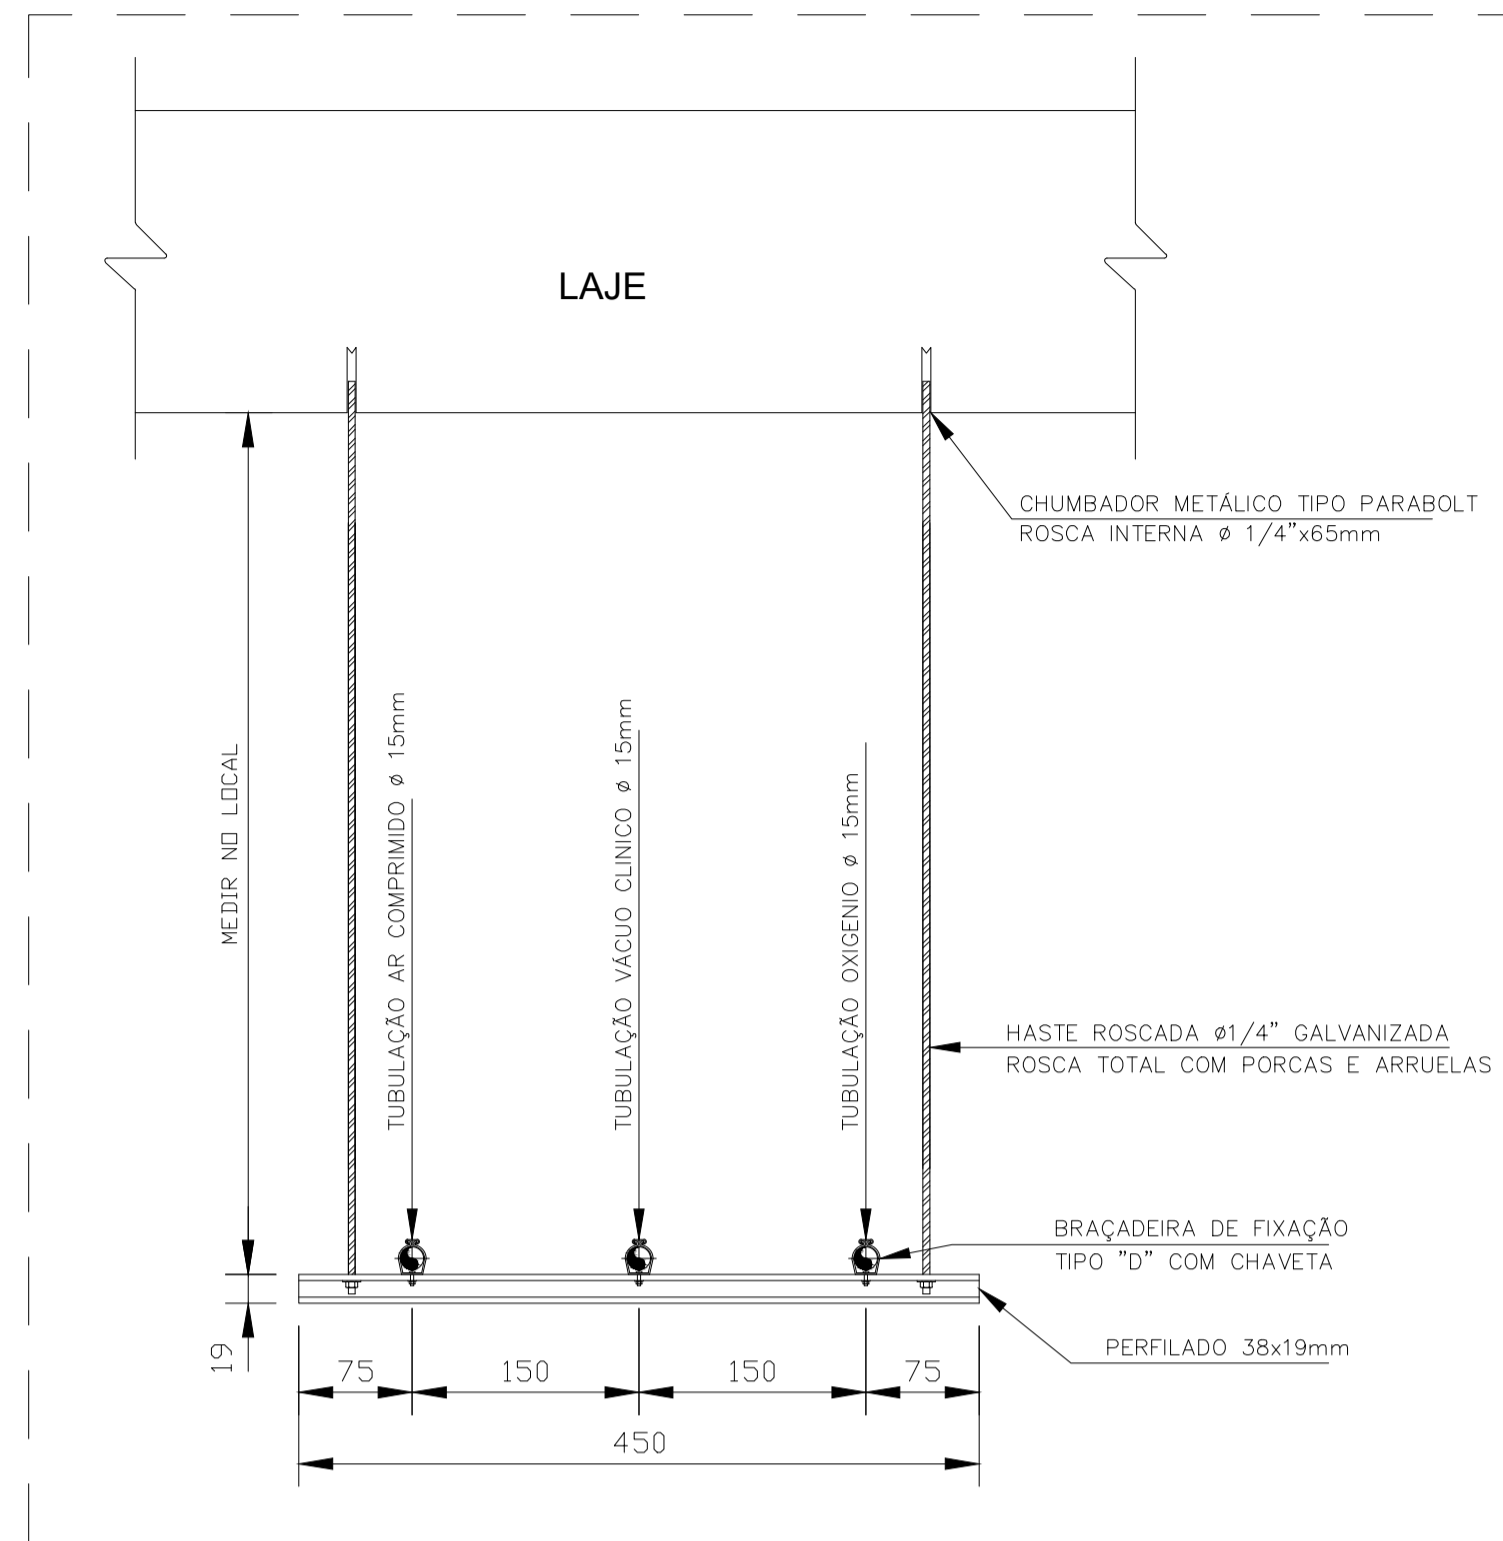 LAJE
CHUMBADOR METÁLICO TIPO PARABOLT
ROSCA INTERNA ø 1/4"x65mm
MEDIR NO LOCAL
TUBULAÇÃO AR COMPRIMIDO ø 15mm
TUBULAÇÃO VÁCUO CLINICO ø 15mm
TUBULAÇÃO OXIGENIO ø 15mm
HASTE ROSCADA ø1/4" GALVANIZADA
ROSCA TOTAL COM PORCAS E ARRUELAS
BRAÇADEIRA DE FIXAÇÃO
TIPO "D" COM CHAVETA
PERFILADO 38x19mm
19
75 150 150 75
450